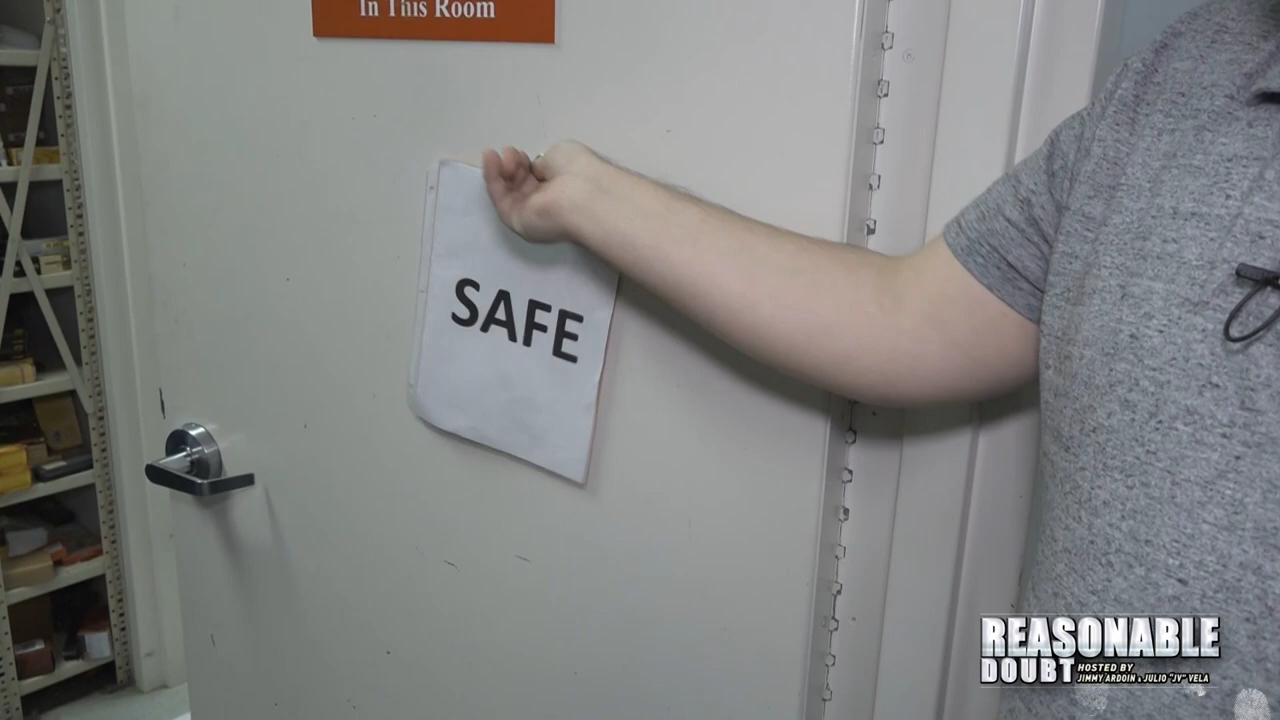 In This Room
SAFE
REASONABLE
DOUBT HOSTED BY
JIMMY ARDOIN & JULIO "JV" VELA